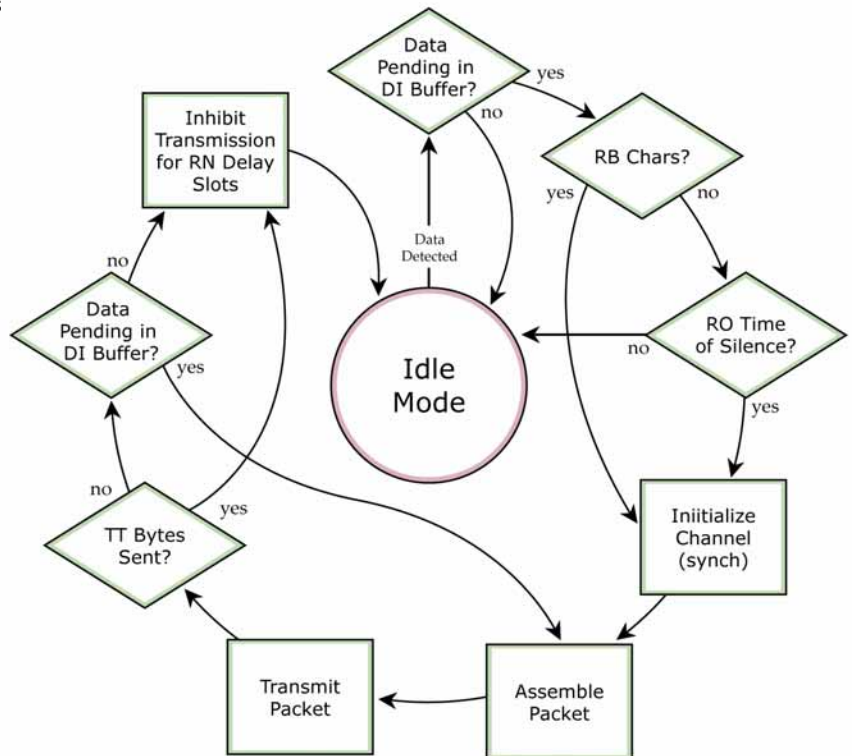 Data
Pending in
DI Buffer?
yes
no
Inhibit
Transmission
for RN Delay
Slots
RB Chars?
yes
no
Data
Detected
no
Data
Pending in
DI Buffer?
yes
Idle
Mode
RO Time
of Silence?
no
yes
no
yes
TT Bytes
Sent?
Iniitialize
Channel
(synch)
Transmit
Packet
Assemble
Packet